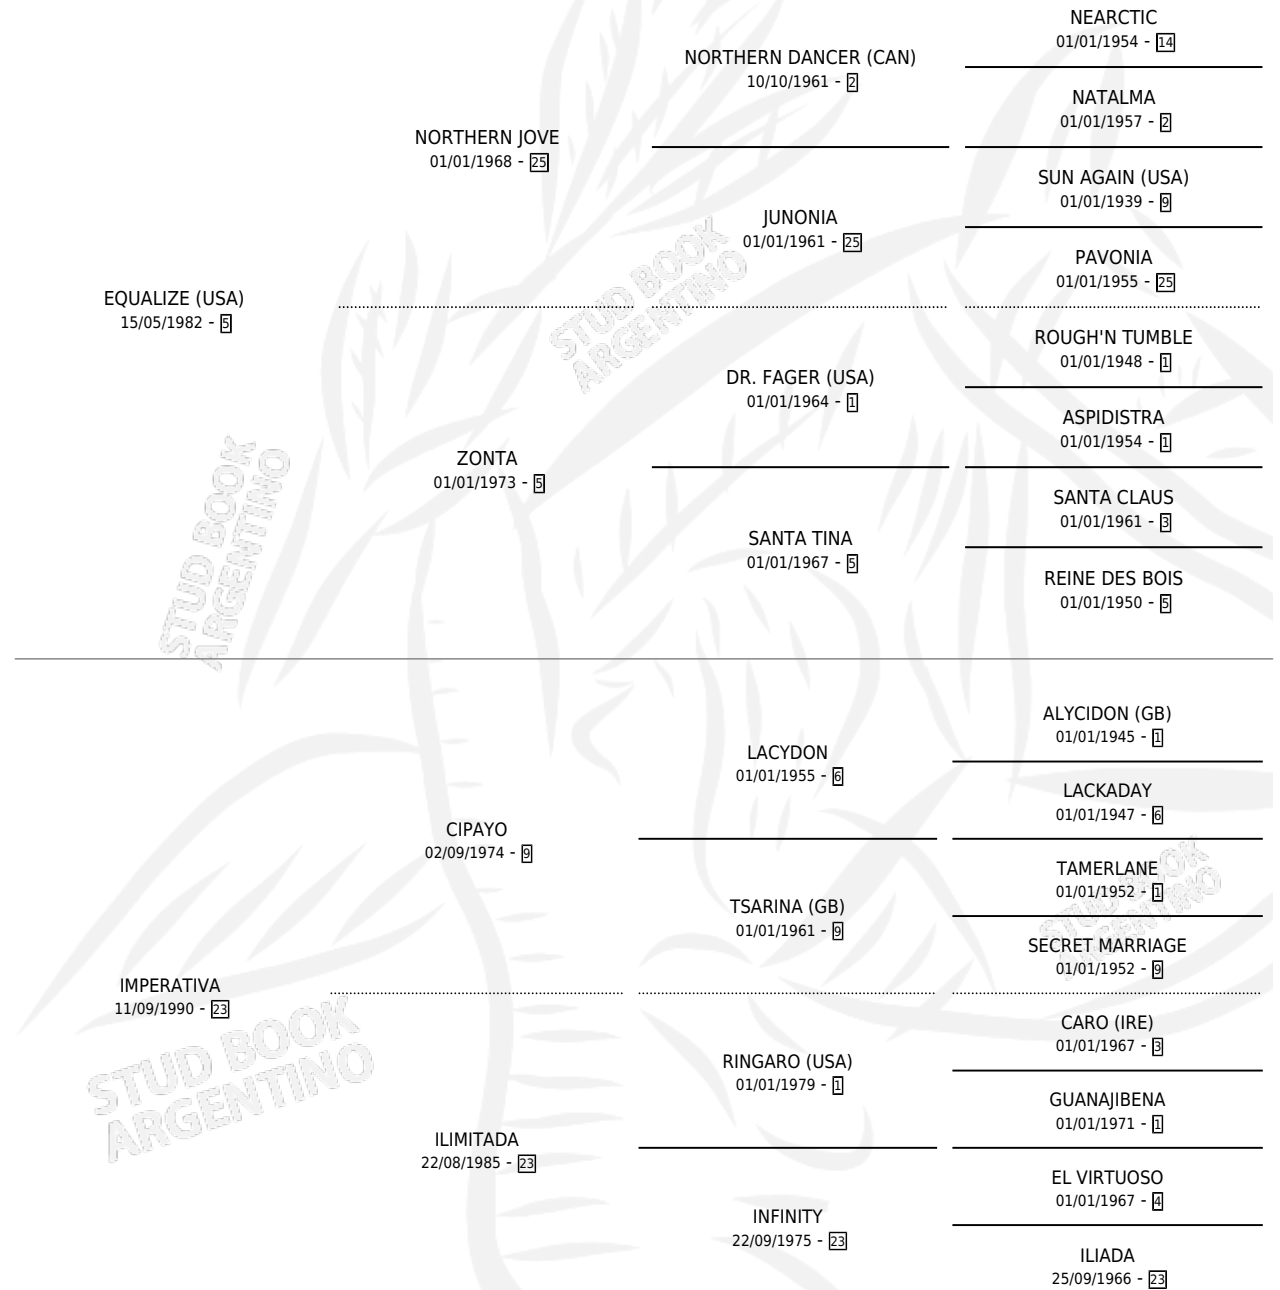 NEARCTIC
01/01/1954 - 14
NORTHERN DANCER (CAN)
10/10/1961 - 2
NATALMA
01/01/1957 - 2
NORTHERN JOVE
01/01/1968 - 25
SUN AGAIN (USA)
01/01/1939 - 9
JUNONIA
01/01/1961 - 25
PAVONIA
01/01/1955 - 25
EQUALIZE (USA)
15/05/1982 - 5
STUD BOOK
ARGENTINO
ROUGH'N TUMBLE
01/01/1948 - 1
DR. FAGER (USA)
01/01/1964 - 1
ASPIDISTRA
01/01/1954 - 1
ZONTA
01/01/1973 - 5
SANTA CLAUS
01/01/1961 - 3
SANTA TINA
01/01/1967 - 5
REINE DES BOIS
01/01/1950 - 5
STUD BOOK
ARGENTINO
ALYCIDON (GB)
01/01/1945 - 1
LACYDON
01/01/1955 - 6
LACKADAY
01/01/1947 - 6
CIPAYO
02/09/1974 - 9
TAMERLANE
01/01/1952 - 1
TSARINA (GB)
01/01/1961 - 9
SECRET MARRIAGE
01/01/1952 - 9
STUD BOOK
ARGENTINO
IMPERATIVA
11/09/1990 - 23
CARO (IRE)
01/01/1967 - 3
RINGARO (USA)
01/01/1979 - 1
GUANAJIBENA
01/01/1971 - 1
STUD BOOK
ARGENTINO
ILIMITADA
22/08/1985 - 23
EL VIRTUOSO
01/01/1967 - 4
INFINITY
22/09/1975 - 23
ILIADA
25/09/1966 - 23